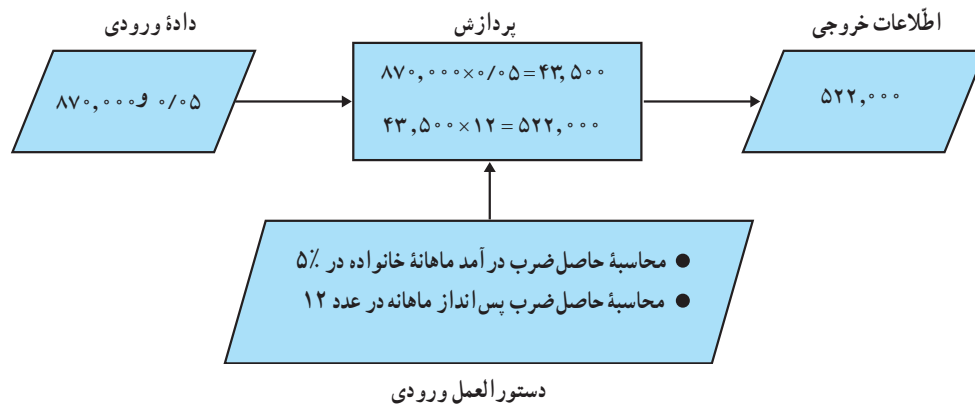 اطّلاعات خروجی
پردازش
دادهٔ ورودی
۸۷۰,۰۰۰ و ۰/۰۵
۸۷۰,۰۰۰×۰/۰۵=۴۳,۵۰۰
۴۳,۵۰۰×۱۲=۵۲۲,۰۰۰
۵۲۲,۰۰۰
● محاسبهٔ حاصل ضرب درآمد ماهانهٔ خانواده در ۵٪
● محاسبهٔ حاصل ضرب پس‌انداز ماهانه در عدد ۱۲
دستورالعمل ورودی